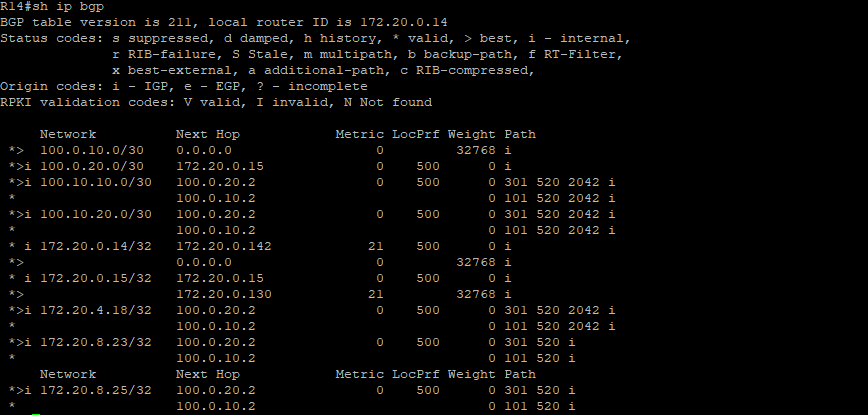 R14#sh ip bgp
BGP table version is 211, local router ID is 172.20.0.14
Status codes: s suppressed, d damped, h history, * valid, > best, i - internal,
              r RIB-failure, S Stale, m multipath, b backup-path, f RT-Filter,
              x best-external, a additional-path, c RIB-compressed,
Origin codes: i - IGP, e - EGP, ? - incomplete
RPKI validation codes: V valid, I invalid, N Not found

     Network          Next Hop            Metric LocPrf Weight Path
 *>  100.0.10.0/30    0.0.0.0                  0         32768 i
 *>i 100.0.20.0/30    172.20.0.15              0    500      0 i
 *>i 100.10.10.0/30   100.0.20.2               0    500      0 301 520 2042 i
 *                    100.0.10.2                             0 101 520 2042 i
 *>i 100.10.20.0/30   100.0.20.2               0    500      0 301 520 2042 i
 *                    100.0.10.2                             0 101 520 2042 i
 * i 172.20.0.14/32   172.20.0.142            21    500      0 i
 *>                   0.0.0.0                  0         32768 i
 * i 172.20.0.15/32   172.20.0.15              0    500      0 i
 *>                   172.20.0.130            21         32768 i
 *>i 172.20.4.18/32   100.0.20.2               0    500      0 301 520 2042 i
 *                    100.0.10.2                             0 101 520 2042 i
 *>i 172.20.8.23/32   100.0.20.2               0    500      0 301 520 i
 *                    100.0.10.2                             0 101 520 i
     Network          Next Hop            Metric LocPrf Weight Path
 *>i 172.20.8.25/32   100.0.20.2               0    500      0 301 520 i
 *                    100.0.10.2                             0 101 520 i